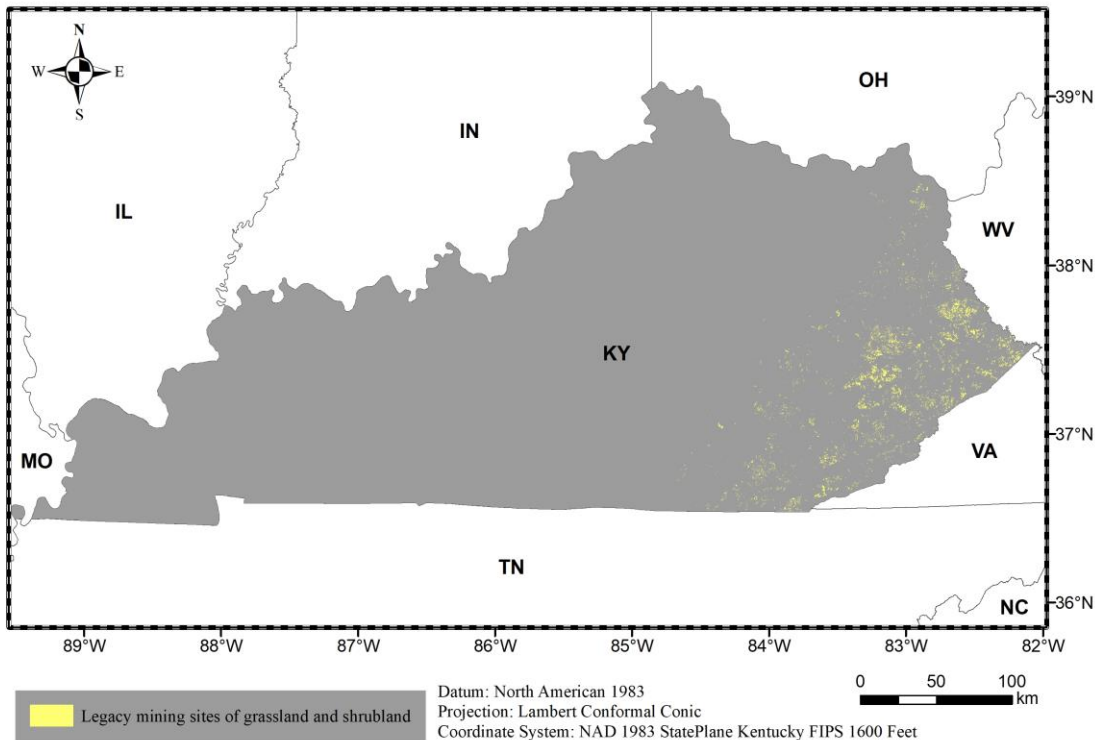 N
W E
S
OH
IN
IL
WV
KY
VA
MO
TN
NC
39°N
38°N
37°N
36°N
89°W 88°W 87°W 86°W 85°W 84°W 83°W 82°W
Legacy mining sites of grassland and shrubland
Datum: North American 1983
Projection: Lambert Conformal Conic
Coordinate System: NAD 1983 StatePlane Kentucky FIPS 1600 Feet
0 50 100
km